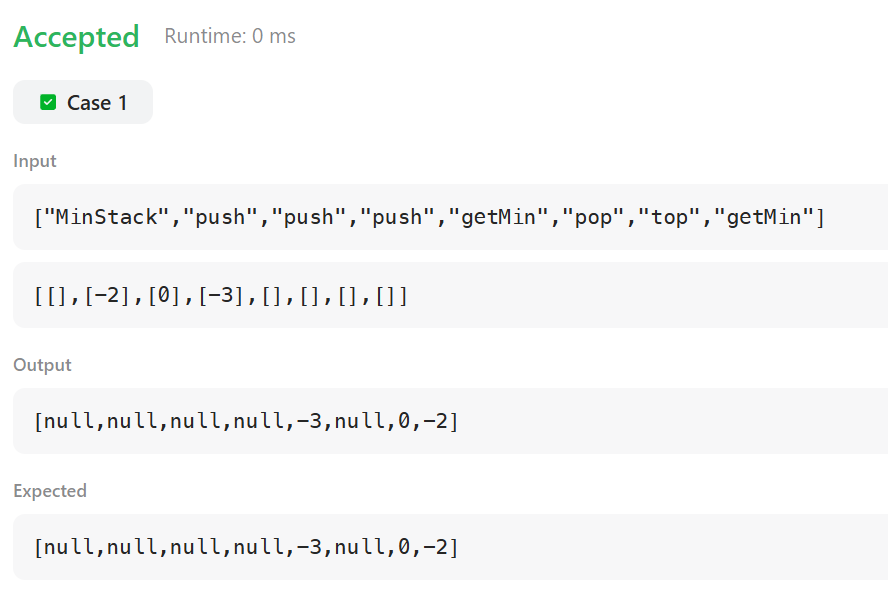 Accepted Runtime: 0 ms
Case 1
Input
["MinStack","push","push","push","getMin","pop","top","getMin"]
[[],[-2],[0],[-3],[],[],[],[]]
Output
[null,null,null,null,-3,null,0,-2]
Expected
[null,null,null,null,-3,null,0,-2]